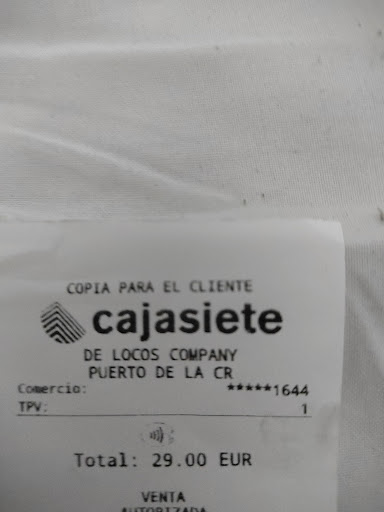 COPIA PARA EL CLIENTE
cajasiete
DE LOCOS COMPANY
PUERTO DE LA CR
Comercio: *****1644
TPV: 1
Total: 29.00 EUR
VENTA
AUTORIZADA